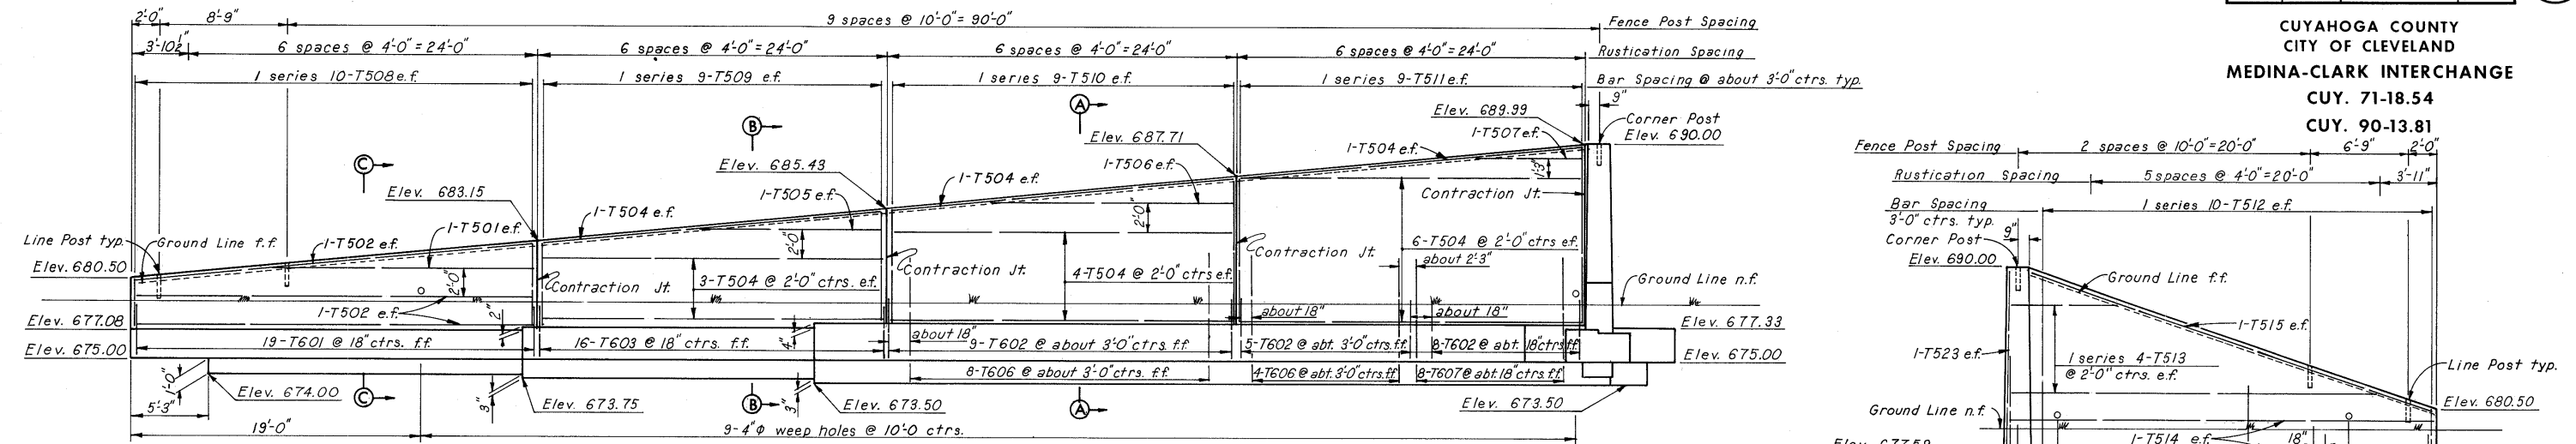 2'-0" 8'-9" 9 spaces @ 10'-0" = 90'-0" Fence Post Spacing
3'-10½" 6 spaces @ 4'-0" = 24'-0" 6 spaces @ 4'-0" = 24'-0" 6 spaces @ 4'-0" = 24'-0" 6 spaces @ 4'-0" = 24'-0" Rustication Spacing
1 series 10-T508 e.f. 1 series 9-T509 e.f. 1 series 9-T510 e.f. 1 series 9-T511 e.f. Bar Spacing @ about 3'-0" ctrs. typ.
CUYAHOGA COUNTY
CITY OF CLEVELAND
MEDINA-CLARK INTERCHANGE
CUY. 71-18.54
CUY. 90-13.81
C B A
9"
Elev. 689.99
Corner Post
Elev. 690.00
1-T507 e.f.
Elev. 687.71
1-T504 e.f.
1'-3"
Elev. 685.43
1-T506 e.f.
1-T504 e.f.
Contraction Jt.
Elev. 683.15
1-T505 e.f.
2'-0"
1-T504 e.f.
Line Post typ.
Ground Line f.f.
1-T502 e.f.
1-T501 e.f.
2'-0"
Contraction Jt.
6-T504 @ 2'-0" ctrs e.f.
about 2'-3"
Elev. 680.50
2'-0"
Contraction Jt.
3-T504 @ 2'-0" ctrs. e.f.
Contraction Jt.
4-T504 @ 2'-0" ctrs e.f.
Ground Line n.f.
1-T502 e.f.
2"
4"
about 18"
about 18"
about 18"
Elev. 677.08
Elev. 677.33
19-T601 @ 18" ctrs. f.f.
16-T603 @ 18" ctrs. f.f.
9-T602 @ about 3'-0" ctrs. f.f.
5-T602 @ abt. 3'-0" ctrs. f.f.
8-T602 @ abt. 18" ctrs f.f.
Elev. 675.00
Elev. 675.00
8-T606 @ about 3'-0" ctrs. f.f.
4-T606 @ abt. 3'-0" ctrs. f.f.
8-T607 @ abt. 18" ctrs f.f.
1'-0"
Elev. 674.00
C
3"
Elev. 673.75
B
3"
Elev. 673.50
A
Elev. 673.50
5'-3"
19'-0" 9-4"Φ weep holes @ 10'-0 ctrs.
Fence Post Spacing 2 spaces @ 10'-0" = 20'-0" 6'-9" 2'-0"
Rustication Spacing 5 spaces @ 4'-0" = 20'-0" 3'-11"
Bar Spacing
3'-0" ctrs. typ.
1 series 10-T512 e.f.
9"
Corner Post
Elev. 690.00
Ground Line f.f.
1-T515 e.f.
1-T523 e.f.
1 series 4-T513
@ 2'-0" ctrs. e.f.
Line Post typ.
Elev. 680.50
Ground Line n.f.
1-T514 e.f.
18"